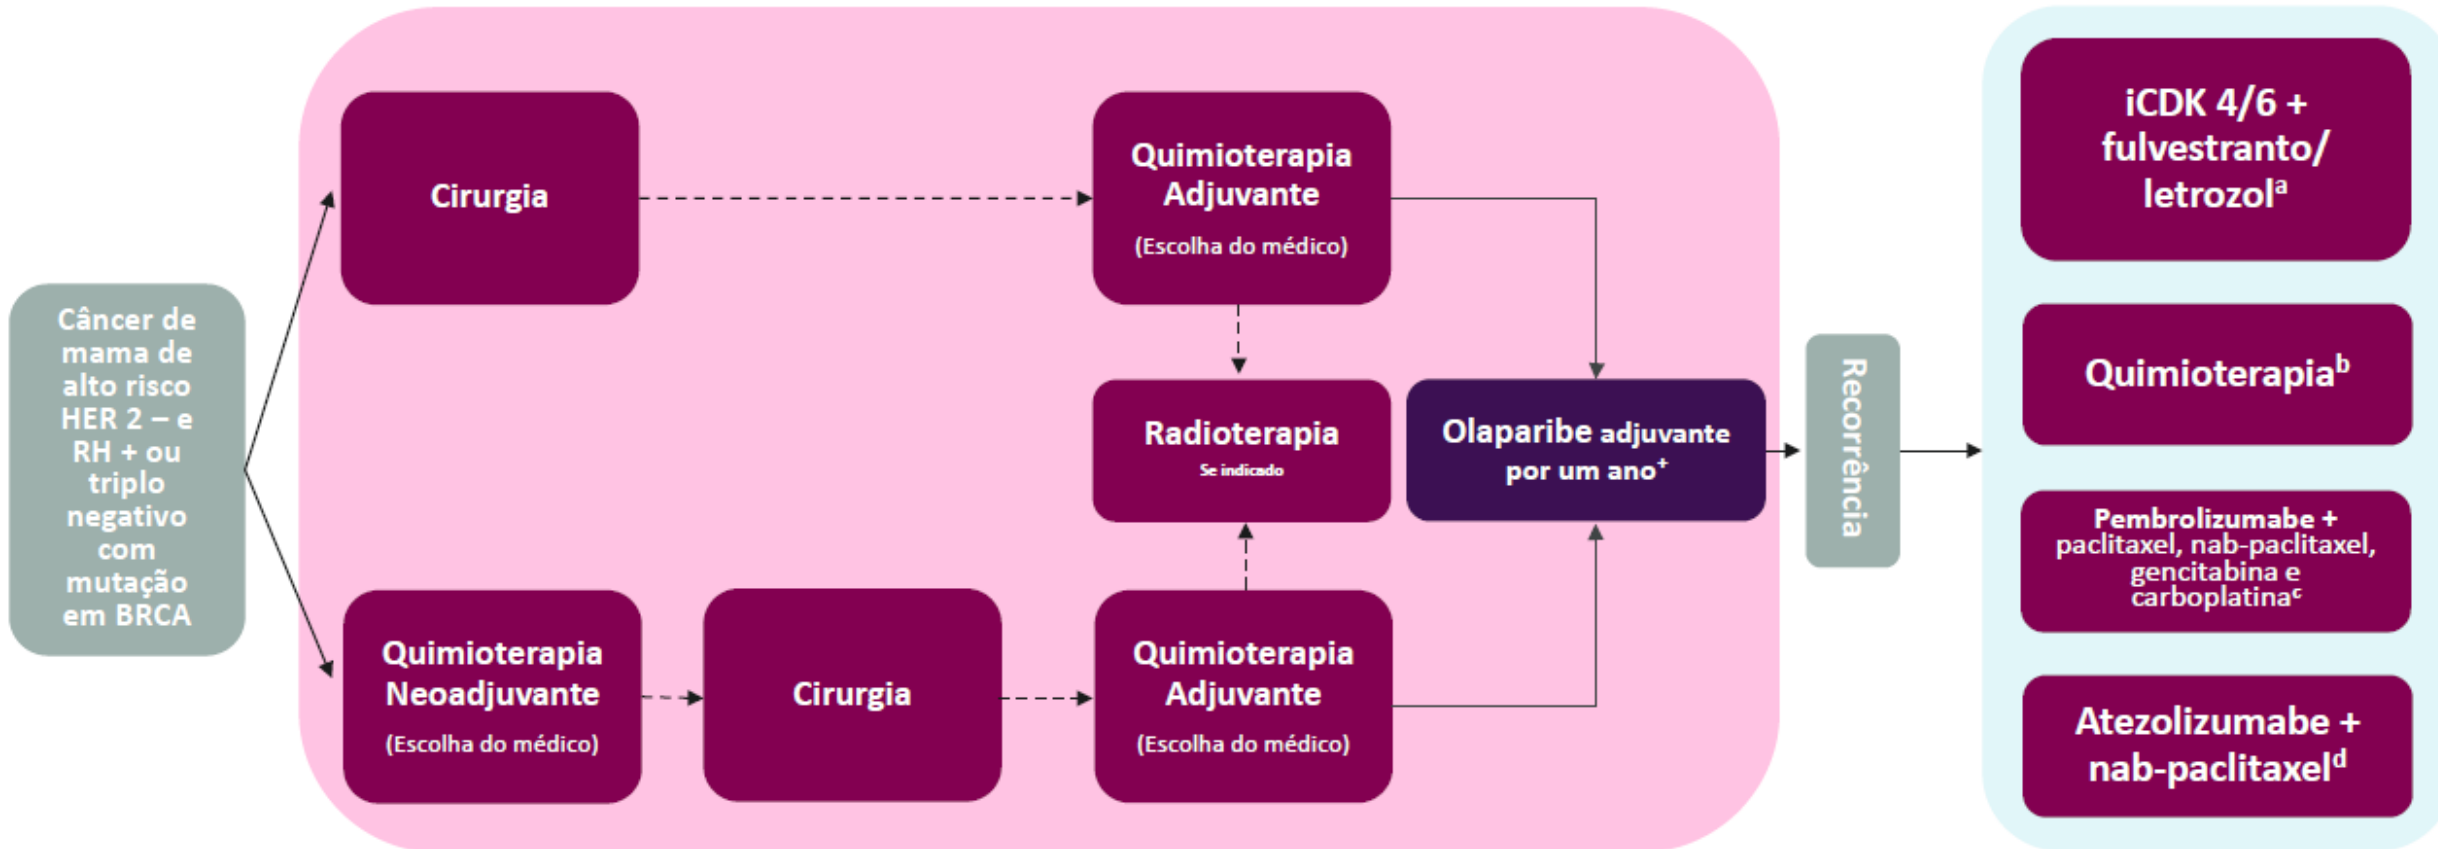 Câncer de
mama de
alto risco
HER 2 – e
RH + ou
triplo
negativo
com
mutação
em BRCA
Cirurgia
Quimioterapia
Adjuvante
(Escolha do médico)
Radioterapia
Se indicado
Quimioterapia
Neoadjuvante
(Escolha do médico)
Cirurgia
Quimioterapia
Adjuvante
(Escolha do médico)
Olaparibe adjuvante
por um ano⁺
Recorrência
iCDK 4/6 +
fulvestranto/
letrozolᵃ
Quimioterapiaᵇ
Pembrolizumabe +
paclitaxel, nab-paclitaxel,
gencitabina e
carboplatinaᶜ
Atezolizumabe +
nab-paclitaxelᵈ